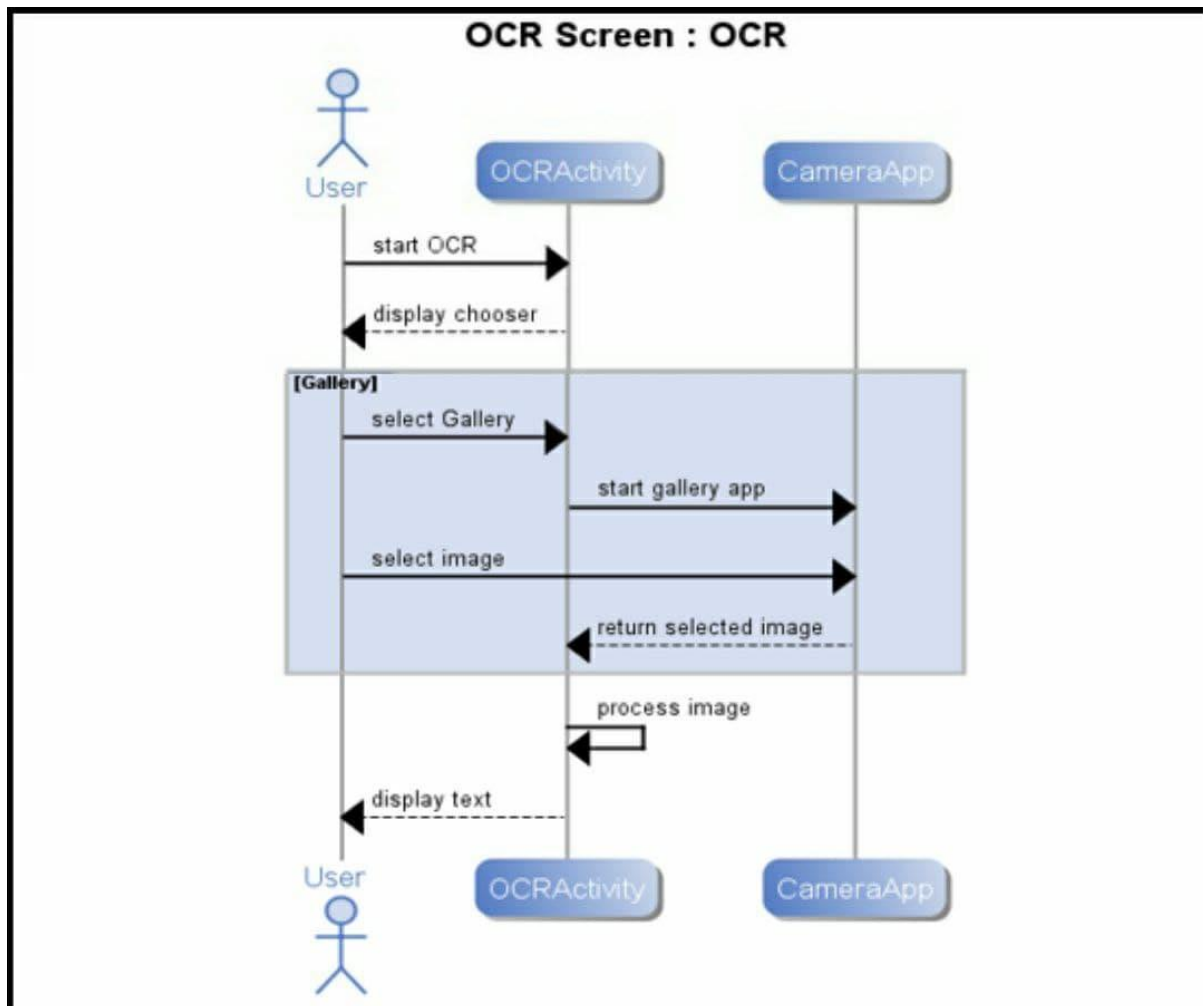 OCR Screen : OCR
User
OCRActivity
CameraApp
start OCR
display chooser
[Gallery]
select Gallery
start gallery app
select image
return selected image
process image
display text
User
OCRActivity
CameraApp